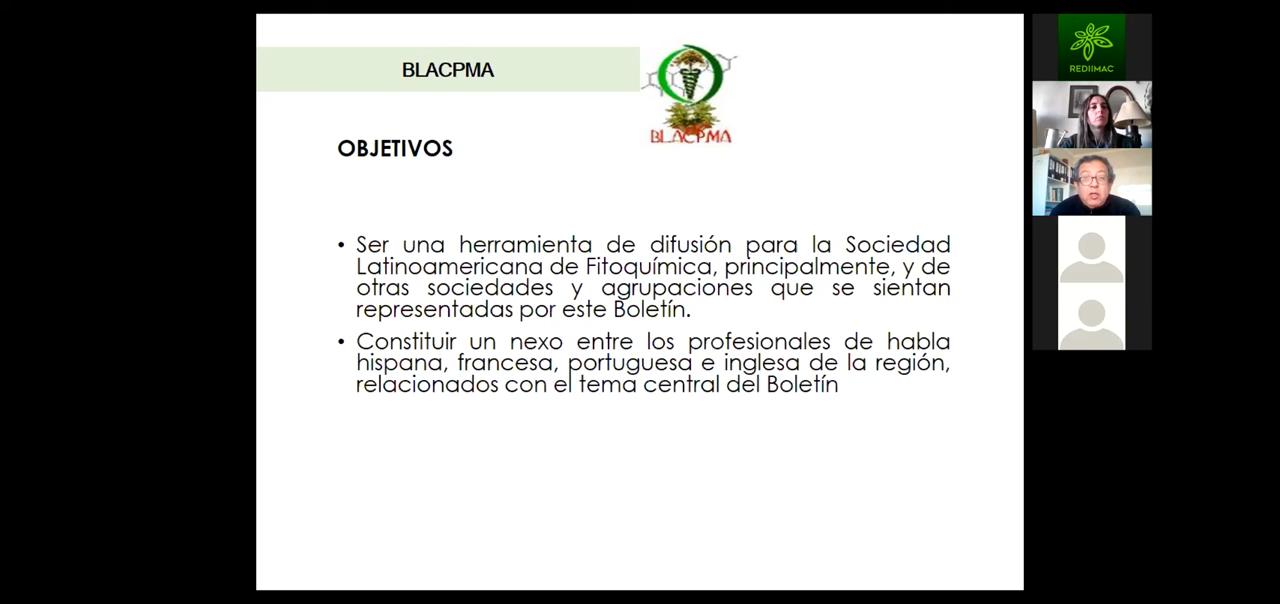 BLACPMA
BLACPMA
OBJETIVOS
• Ser una herramienta de difusión para la Sociedad
Latinoamericana de Fitoquímica, principalmente, y de
otras sociedades y agrupaciones que se sientan
representadas por este Boletín.
• Constituir un nexo entre los profesionales de habla
hispana, francesa, portuguesa e inglesa de la región,
relacionados con el tema central del Boletín
REDIIMAC